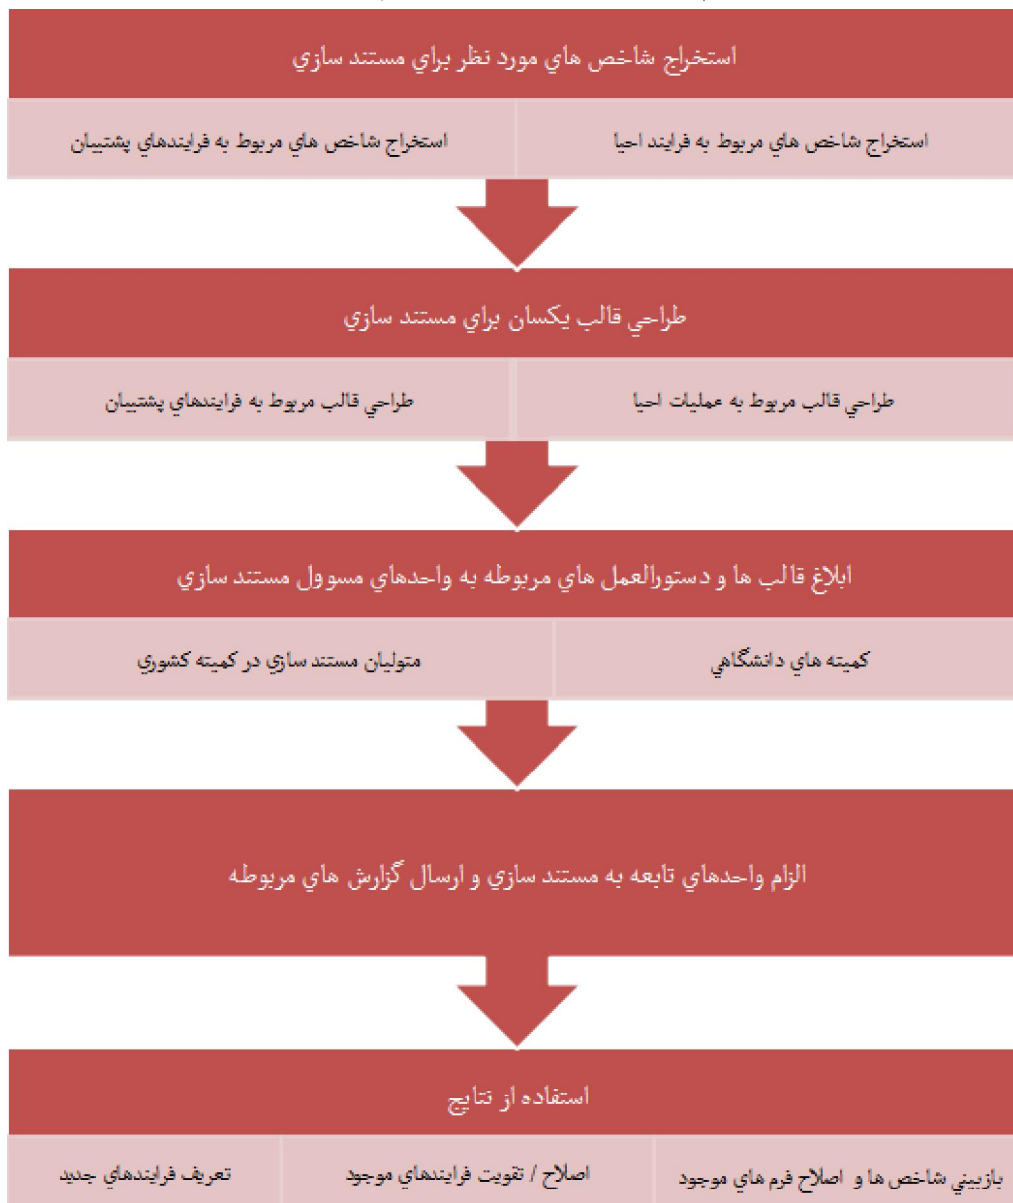 استخراج شاخص هاي مورد نظر براي مستند سازي
استخراج شاخص هاي مربوط به فرايند احيا
استخراج شاخص هاي مربوط به فرايندهاي پشتيبان
طراحي قالب يكسان براي مستند سازي
طراحي قالب مربوط به عمليات احيا
طراحي قالب مربوط به فرايندهاي پشتيبان
ابلاغ قالب ها و دستورالعمل هاي مربوطه به واحدهاي مسوول مستند سازي
كميته هاي دانشگاهي
متوليان مستند سازي در كميته كشوري
الزام واحدهاي تابعه به مستند سازي و ارسال گزارش هاي مربوطه
استفاده از نتايج
بازبيني شاخص ها و اصلاح فرم هاي موجود
اصلاح / تقويت فرايندهاي موجود
تعريف فرايندهاي جديد